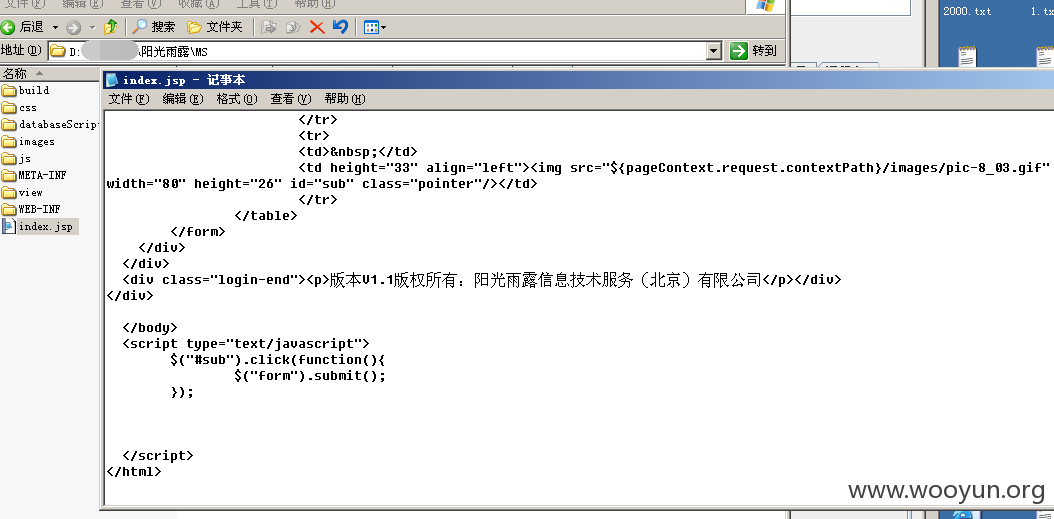 文件(F) 编辑(E) 查看(V) 收藏(A) 工具(T) 帮助(H)
后退 搜索 文件夹
地址(D) D: \阳光雨露\MS 转到
2000.txt 1.t
名称
build
css
databaseScrip
images
js
META-INF
view
WEB-INF
index.jsp
index.jsp - 记事本
文件(F) 编辑(E) 格式(O) 查看(V) 帮助(H)
</tr>
<tr>
<td>&nbsp;</td>
<td height="33" align="left"><img src="${pageContext.request.contextPath}/images/pic-8_03.gif"
width="80" height="26" id="sub" class="pointer"/></td>
</tr>
</table>
</form>
</div>
</div>
<div class="login-end"><p>版本V1.1版权所有：阳光雨露信息技术服务（北京）有限公司</p></div>
</div>
</body>
<script type="text/javascript">
$("#sub").click(function(){
$("form").submit();
});
</script>
</html>
www.wooyun.org